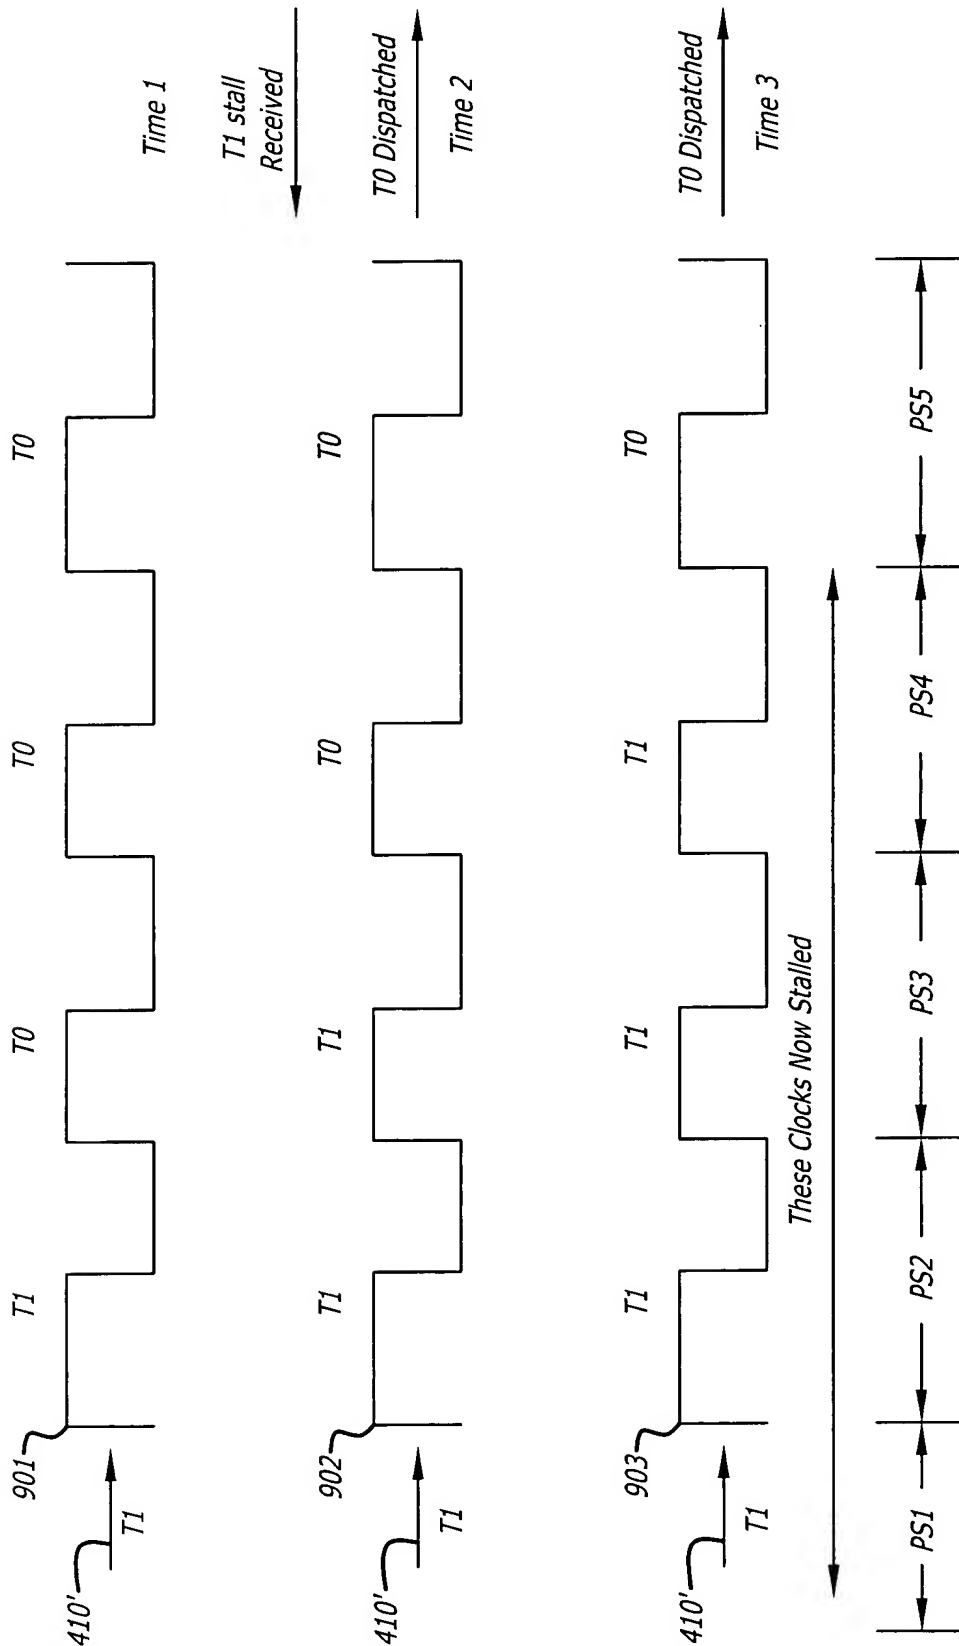 901
410'
T1
T1
T0
T0
T0
Time 1
T1 stall
Received
902
410'
T1
T1
T1
T0
T0
T0 Dispatched
Time 2
903
410'
T1
T1
T1
T1
T0
T0 Dispatched
Time 3
These Clocks Now Stalled
PS1
PS2
PS3
PS4
PS5